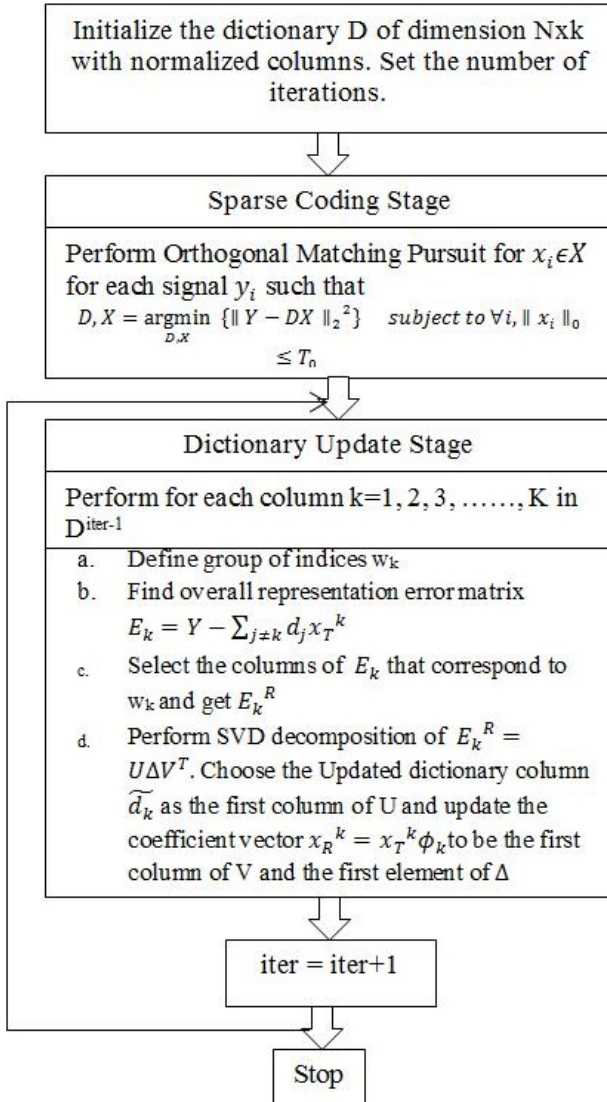 Initialize the dictionary D of dimension Nxk
with normalized columns. Set the number of
iterations.
Sparse Coding Stage
Perform Orthogonal Matching Pursuit for x_i ϵ X
for each signal y_i such that
D, X = argmin_{D,X} {‖ Y − DX ‖_2^2} subject to ∀i, ‖ x_i ‖_0
≤ T_0
Dictionary Update Stage
Perform for each column k=1, 2, 3, ……, K in
D^{iter-1}
a. Define group of indices w_k
b. Find overall representation error matrix
E_k = Y − ∑_{j≠k} d_j x_T^k
c. Select the columns of E_k that correspond to
w_k and get E_k^R
d. Perform SVD decomposition of E_k^R =
UΔV^T. Choose the Updated dictionary column
\widetilde{d_k} as the first column of U and update the
coefficient vector x_R^k = x_T^k ϕ_k to be the first
column of V and the first element of Δ
iter = iter+1
Stop